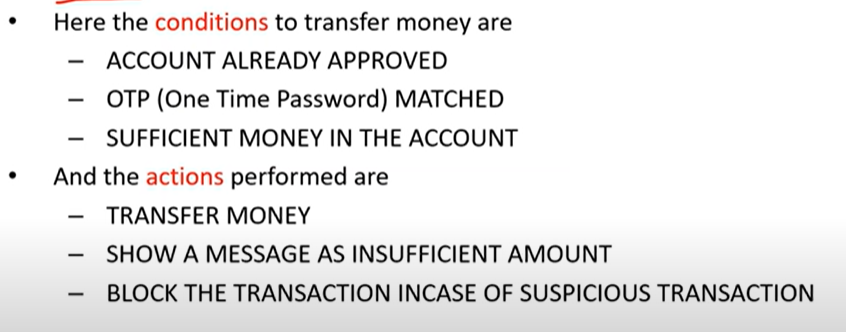 • Here the conditions to transfer money are
– ACCOUNT ALREADY APPROVED
– OTP (One Time Password) MATCHED
– SUFFICIENT MONEY IN THE ACCOUNT
• And the actions performed are
– TRANSFER MONEY
– SHOW A MESSAGE AS INSUFFICIENT AMOUNT
– BLOCK THE TRANSACTION INCASE OF SUSPICIOUS TRANSACTION